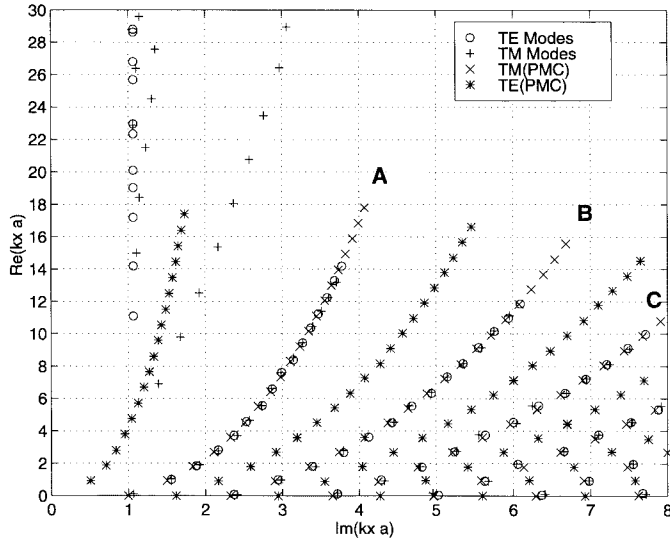 30
28
26
24
22
20
18
16
14
12
10
8
6
4
2
0
Re(kx a)
0 1 2 3 4 5 6 7 8
Im(kx a)
TE Modes
TM Modes
TM(PMC)
TE(PMC)
A
B
C